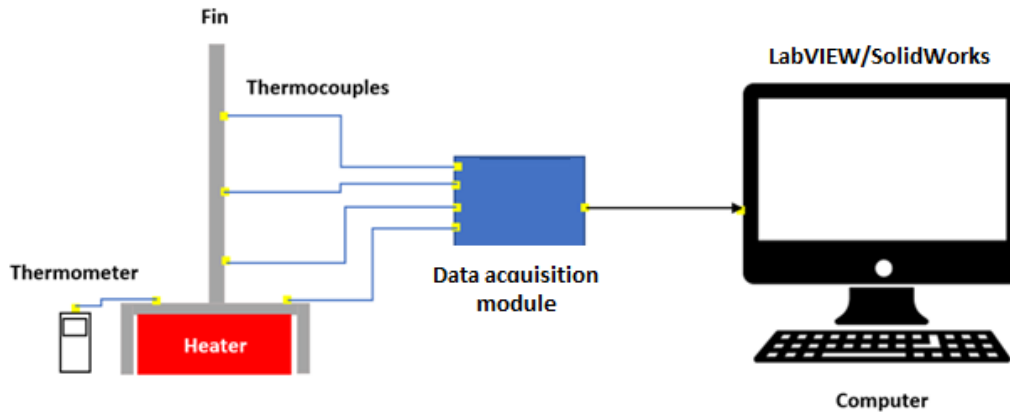 Fin
LabVIEW/SolidWorks
Thermocouples
Thermometer
Data acquisition
module
Heater
Computer